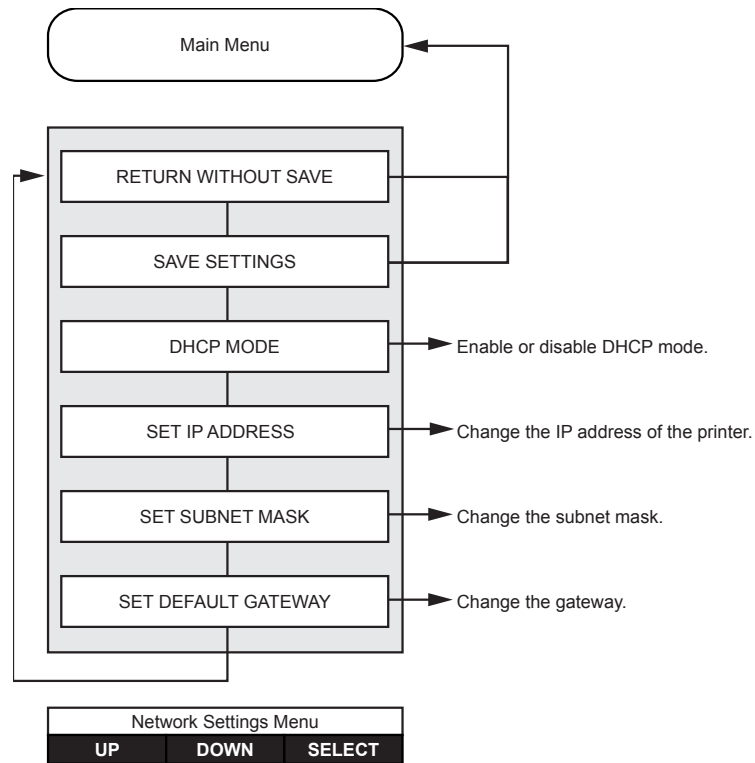 Main Menu
RETURN WITHOUT SAVE
SAVE SETTINGS
DHCP MODE
Enable or disable DHCP mode.
SET IP ADDRESS
Change the IP address of the printer.
SET SUBNET MASK
Change the subnet mask.
SET DEFAULT GATEWAY
Change the gateway.
Network Settings Menu
UP DOWN SELECT